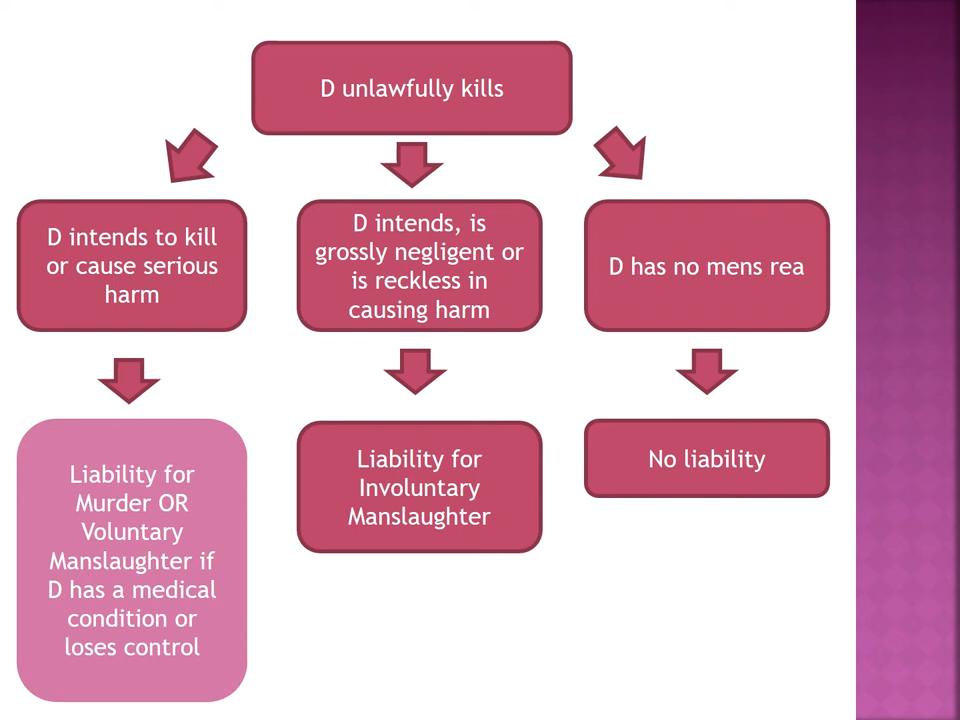 D unlawfully kills
D intends to kill
or cause serious
harm
D intends, is
grossly negligent or
is reckless in
causing harm
D has no mens rea
Liability for
Murder OR
Voluntary
Manslaughter if
D has a medical
condition or
loses control
Liability for
Involuntary
Manslaughter
No liability